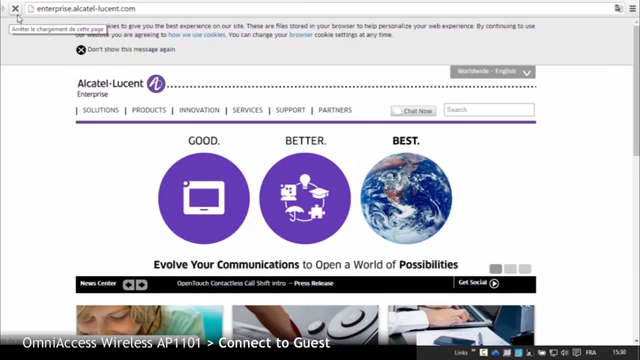 enterprise.alcatel-lucent.com
Arrêter le chargement de cette page
kies to give you the best experience on our site. These are files stored in your browser to help personalize your web experience. By continuing to
use our website you are agreeing to how we use cookies. You can change your browser cookie settings at any time.
Don't show this message again
Worldwide - English
Alcatel-Lucent
Enterprise
SOLUTIONS | PRODUCTS | INNOVATION | SERVICES | SUPPORT | PARTNERS
Chat Now
Search
GOOD. BETTER. BEST.
Evolve Your Communications to Open a World of Possibilities
News Center
OpenTouch Contactless Call Shift intro – Press Release
Get Social
OmniAccess Wireless AP1101 > Connect to Guest
Links
FRA
15:30